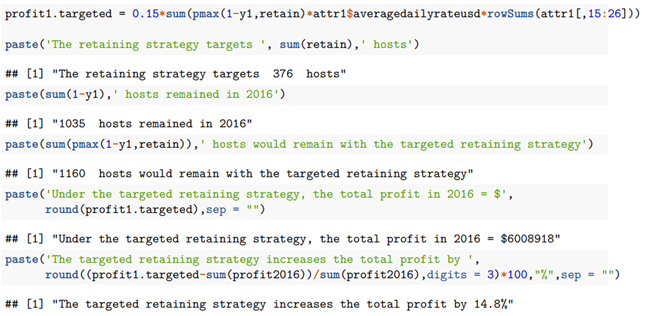 profit1.targeted = 0.15*sum(pmax(1-y1,retain)*attr1$averagedailyrateusd*rowSums(attr1[,15:26]))
paste('The retaining strategy targets ', sum(retain),' hosts')
## [1] "The retaining strategy targets  376  hosts"
paste(sum(1-y1),' hosts remained in 2016')
## [1] "1035  hosts remained in 2016"
paste(sum(pmax(1-y1,retain)),' hosts would remain with the targeted retaining strategy')
## [1] "1160  hosts would remain with the targeted retaining strategy"
paste('Under the targeted retaining strategy, the total profit in 2016 = $',
round(profit1.targeted),sep = "")
## [1] "Under the targeted retaining strategy, the total profit in 2016 = $6008918"
paste('The targeted retaining strategy increases the total profit by ',
round((profit1.targeted-sum(profit2016))/sum(profit2016),digits = 3)*100,"%",sep = "")
## [1] "The targeted retaining strategy increases the total profit by 14.8%"